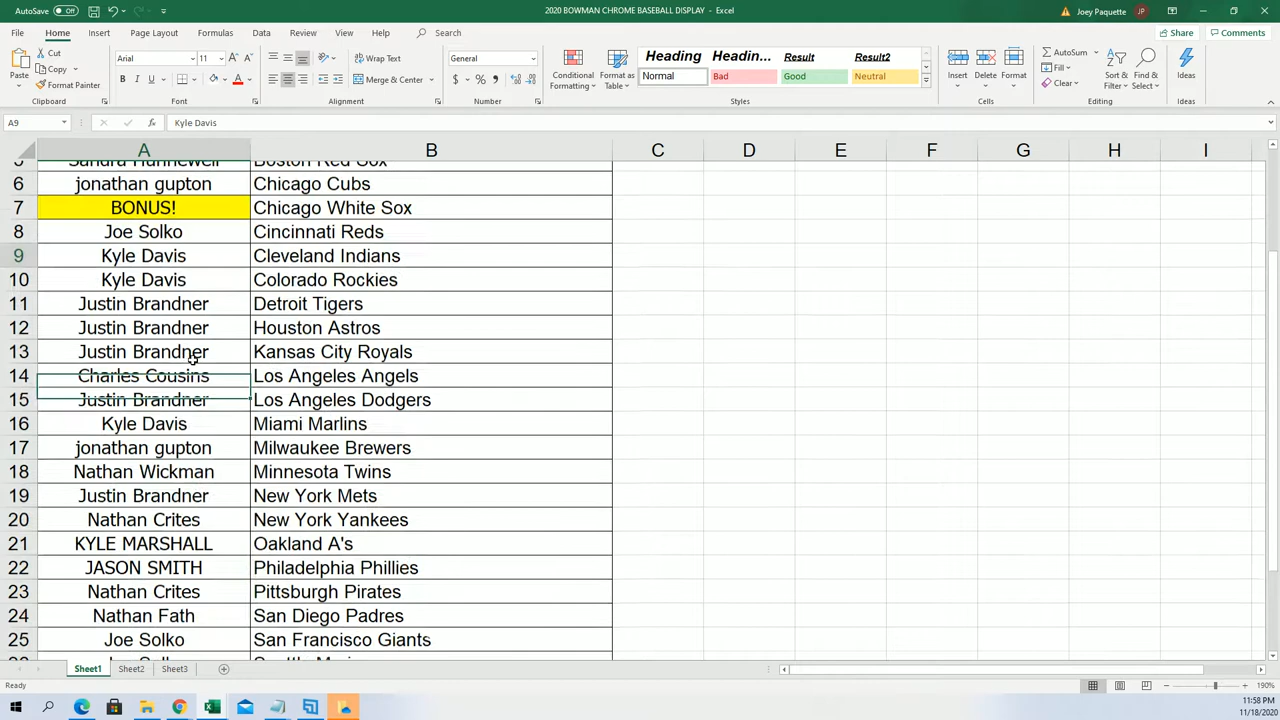 AutoSave Off 2020 BOWMAN CHROME BASEBALL DISPLAY - Excel Joey Paquette JP
File Home Insert Page Layout Formulas Data Review View Help Search Share Comments
Paste Cut Copy Format Painter Clipboard
Arial 11 Font
Wrap Text Merge & Center Alignment
General Number
Conditional Formatting Format as Table
Heading Headin... Result Result2
Normal Bad Good Neutral Styles
Insert Delete Format Cells
AutoSum Fill Clear Sort & Filter Find & Select Editing
Ideas Ideas
A9 Kyle Davis
A B C D E F G H I
5 Sandra Hunnewell Boston Red Sox
6 jonathan gupton Chicago Cubs
7 BONUS! Chicago White Sox
8 Joe Solko Cincinnati Reds
9 Kyle Davis Cleveland Indians
10 Kyle Davis Colorado Rockies
11 Justin Brandner Detroit Tigers
12 Justin Brandner Houston Astros
13 Justin Brandner Kansas City Royals
14 Charles Cousins Los Angeles Angels
15 Justin Brandner Los Angeles Dodgers
16 Kyle Davis Miami Marlins
17 jonathan gupton Milwaukee Brewers
18 Nathan Wickman Minnesota Twins
19 Justin Brandner New York Mets
20 Nathan Crites New York Yankees
21 KYLE MARSHALL Oakland A's
22 JASON SMITH Philadelphia Phillies
23 Nathan Crites Pittsburgh Pirates
24 Nathan Fath San Diego Padres
25 Joe Solko San Francisco Giants
Sheet1 Sheet2 Sheet3
Ready 190%
11:58 PM
11/18/2020